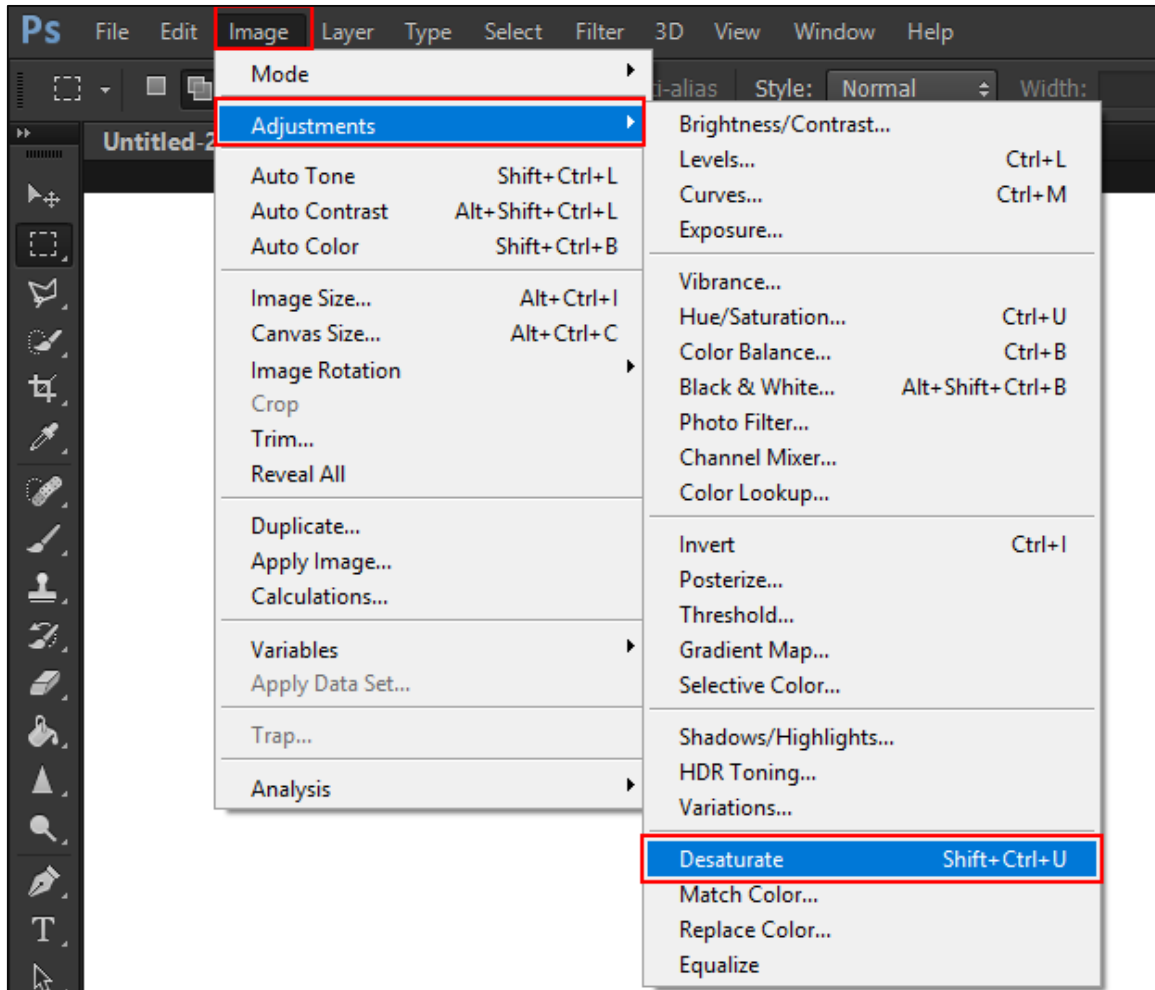 Ps File Edit Image Layer Type Select Filter 3D View Window Help
ti-alias Style: Normal Width:
Untitled-2
Mode
Adjustments
Auto Tone Shift+Ctrl+L
Auto Contrast Alt+Shift+Ctrl+L
Auto Color Shift+Ctrl+B
Image Size... Alt+Ctrl+I
Canvas Size... Alt+Ctrl+C
Image Rotation
Crop
Trim...
Reveal All
Duplicate...
Apply Image...
Calculations...
Variables
Apply Data Set...
Trap...
Analysis
Brightness/Contrast...
Levels... Ctrl+L
Curves... Ctrl+M
Exposure...
Vibrance...
Hue/Saturation... Ctrl+U
Color Balance... Ctrl+B
Black & White... Alt+Shift+Ctrl+B
Photo Filter...
Channel Mixer...
Color Lookup...
Invert Ctrl+I
Posterize...
Threshold...
Gradient Map...
Selective Color...
Shadows/Highlights...
HDR Toning...
Variations...
Desaturate Shift+Ctrl+U
Match Color...
Replace Color...
Equalize
T